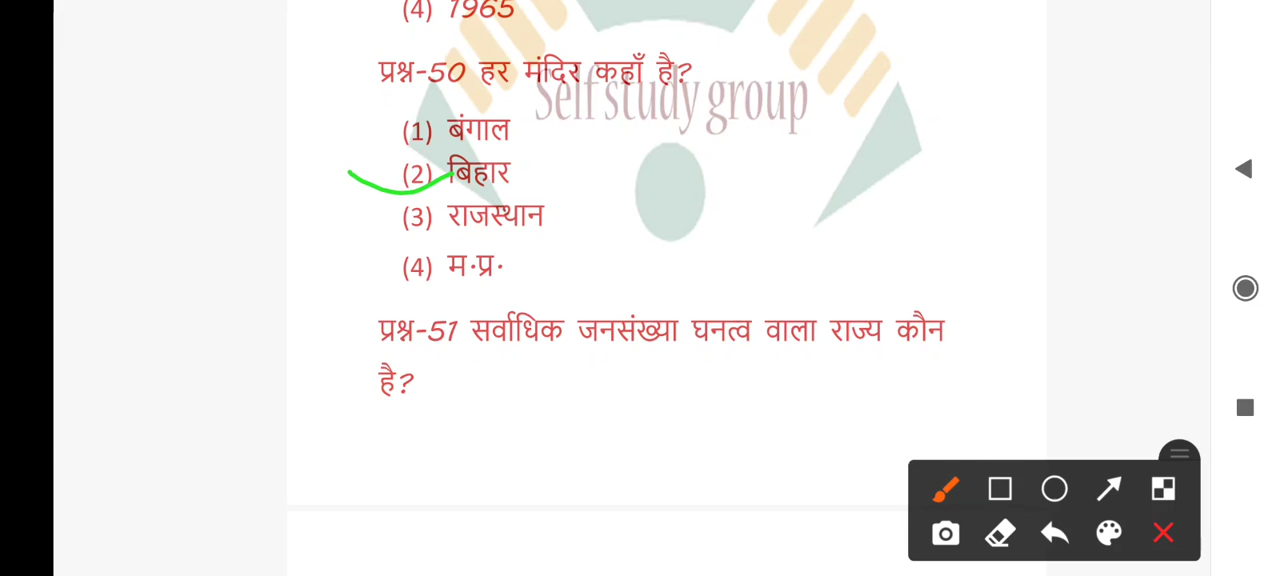 (4) 1965
प्रश्न-50 हर मंदिर कहाँ है?
Self study group
(1) बंगाल
(2) बिहार
(3) राजस्थान
(4) म·प्र·
प्रश्न-51 सर्वाधिक जनसंख्या घनत्व वाला राज्य कौन
है?